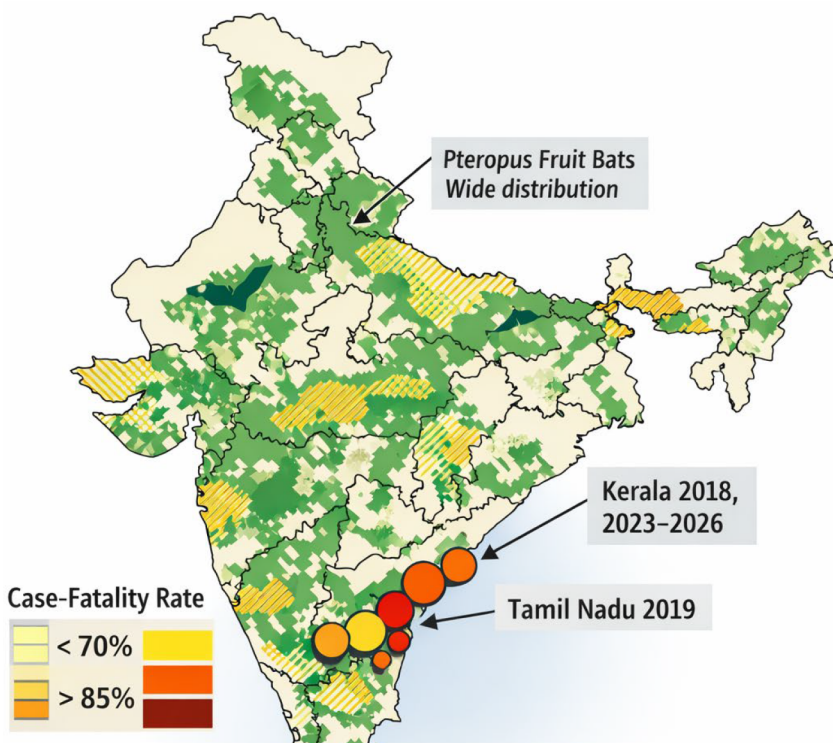 Pteropus Fruit Bats
Wide distribution
Kerala 2018,
2023–2026
Tamil Nadu 2019
Case-Fatality Rate
< 70%
> 85%